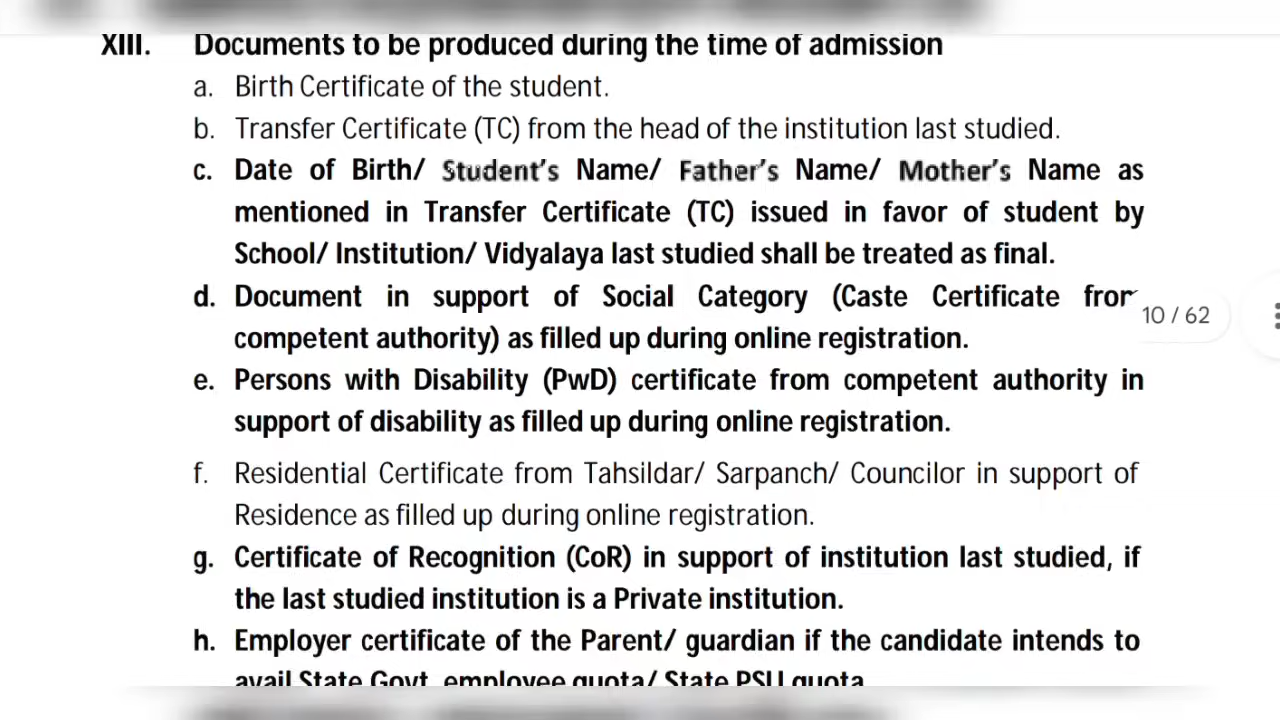 XIII. Documents to be produced during the time of admission
a. Birth Certificate of the student.
b. Transfer Certificate (TC) from the head of the institution last studied.
c. Date of Birth/ Student's Name/ Father's Name/ Mother's Name as
mentioned in Transfer Certificate (TC) issued in favor of student by
School/ Institution/ Vidyalaya last studied shall be treated as final.
d. Document in support of Social Category (Caste Certificate from
10 / 62
competent authority) as filled up during online registration.
e. Persons with Disability (PwD) certificate from competent authority in
support of disability as filled up during online registration.
f. Residential Certificate from Tahsildar/ Sarpanch/ Councilor in support of
Residence as filled up during online registration.
g. Certificate of Recognition (CoR) in support of institution last studied, if
the last studied institution is a Private institution.
h. Employer certificate of the Parent/ guardian if the candidate intends to
avail State Govt. employee quota/ State PSU quota